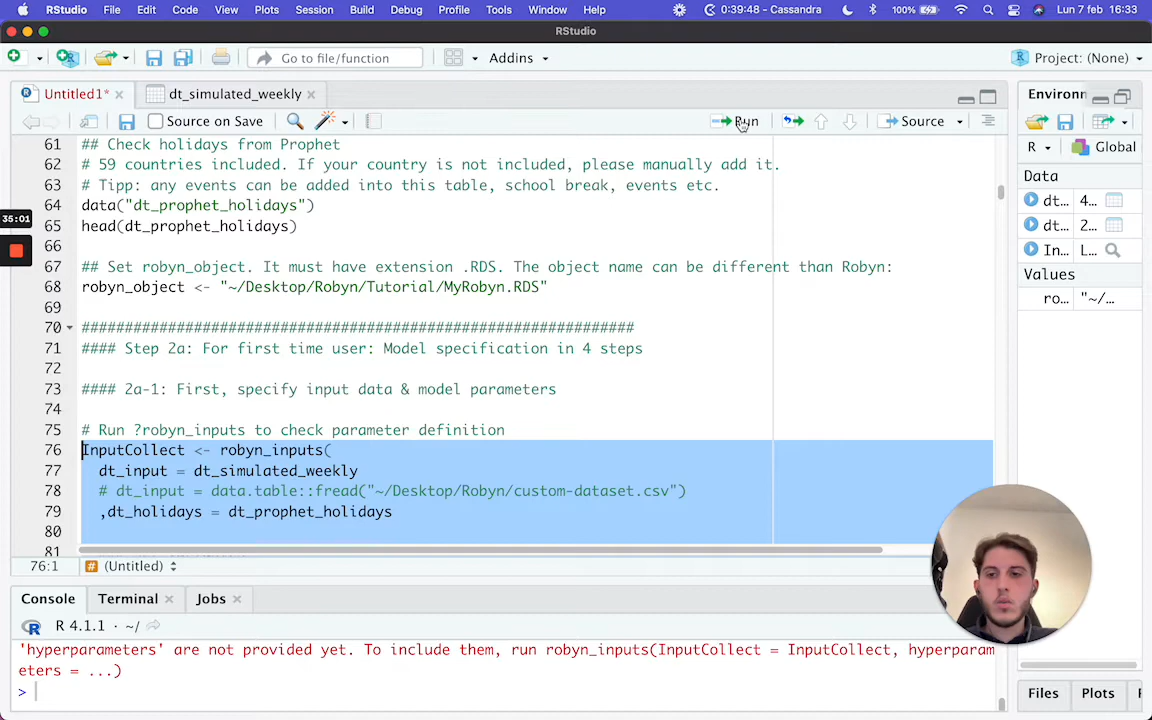 RStudio File Edit Code View Plots Session Build Debug Profile Tools Window Help 0:39:48 - Cassandra 100% Lun 7 feb 16:33
RStudio
Go to file/function Addins Project: (None)
Untitled1* dt_simulated_weekly
Source on Save Run Source
61 ## Check holidays from Prophet
62 # 59 countries included. If your country is not included, please manually add it.
63 # Tipp: any events can be added into this table, school break, events etc.
64 data("dt_prophet_holidays")
65 head(dt_prophet_holidays)
66
67 ## Set robyn_object. It must have extension .RDS. The object name can be different than Robyn:
68 robyn_object <- "~/Desktop/Robyn/Tutorial/MyRobyn.RDS"
69
70 ################################################################
71 #### Step 2a: For first time user: Model specification in 4 steps
72
73 #### 2a-1: First, specify input data & model parameters
74
75 # Run ?robyn_inputs to check parameter definition
76 InputCollect <- robyn_inputs(
77 dt_input = dt_simulated_weekly
78 # dt_input = data.table::fread("~/Desktop/Robyn/custom-dataset.csv")
79 ,dt_holidays = dt_prophet_holidays
80
81
35:01
76:1 # (Untitled)
Console Terminal Jobs
R 4.1.1 · ~/
'hyperparameters' are not provided yet. To include them, run robyn_inputs(InputCollect = InputCollect, hyperparam
eters = ...)
>
Environn
R Global
Data
dt… 4…
dt… 2…
In… L…
Values
ro… "~/…
Files Plots